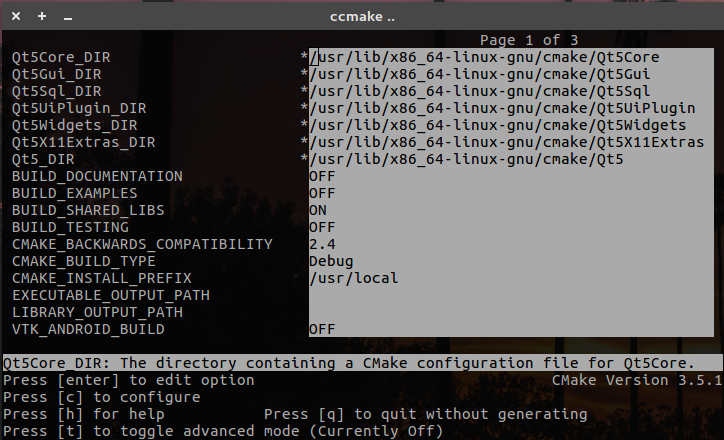 ccmake ..
Page 1 of 3
Qt5Core_DIR */usr/lib/x86_64-linux-gnu/cmake/Qt5Core
Qt5Gui_DIR */usr/lib/x86_64-linux-gnu/cmake/Qt5Gui
Qt5Sql_DIR */usr/lib/x86_64-linux-gnu/cmake/Qt5Sql
Qt5UiPlugin_DIR */usr/lib/x86_64-linux-gnu/cmake/Qt5UiPlugin
Qt5Widgets_DIR */usr/lib/x86_64-linux-gnu/cmake/Qt5Widgets
Qt5X11Extras_DIR */usr/lib/x86_64-linux-gnu/cmake/Qt5X11Extras
Qt5_DIR */usr/lib/x86_64-linux-gnu/cmake/Qt5
BUILD_DOCUMENTATION OFF
BUILD_EXAMPLES OFF
BUILD_SHARED_LIBS ON
BUILD_TESTING OFF
CMAKE_BACKWARDS_COMPATIBILITY 2.4
CMAKE_BUILD_TYPE Debug
CMAKE_INSTALL_PREFIX /usr/local
EXECUTABLE_OUTPUT_PATH
LIBRARY_OUTPUT_PATH
VTK_ANDROID_BUILD OFF
Qt5Core_DIR: The directory containing a CMake configuration file for Qt5Core.
Press [enter] to edit option CMake Version 3.5.1
Press [c] to configure
Press [h] for help Press [q] to quit without generating
Press [t] to toggle advanced mode (Currently Off)